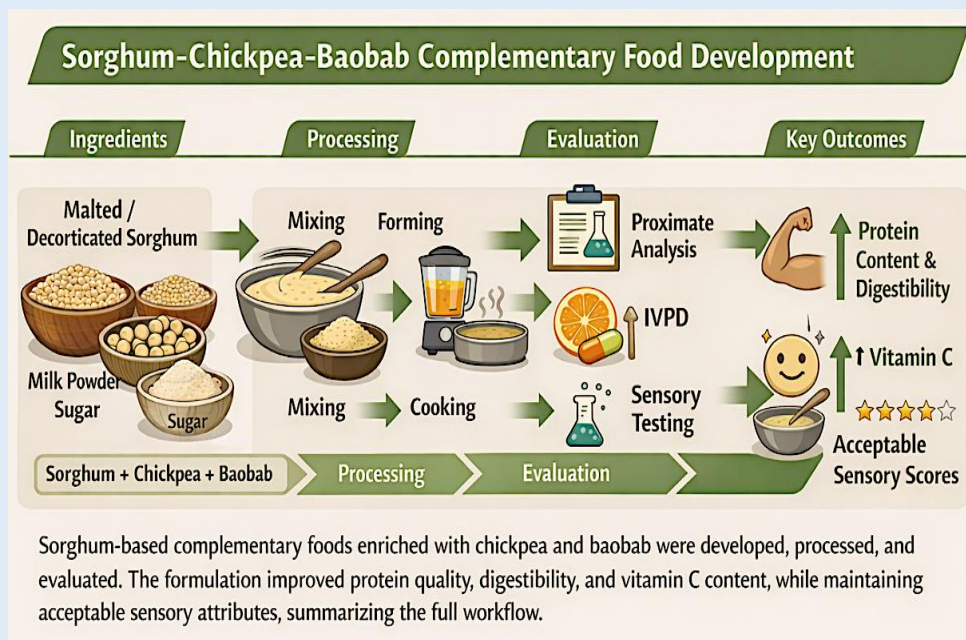 Sorghum-Chickpea-Baobab Complementary Food Development
Ingredients
Processing
Evaluation
Key Outcomes
Malted /
Decorticated Sorghum
Milk Powder
Sugar
Sugar
Mixing
Forming
Mixing
Cooking
Proximate
Analysis
IVPD
Sensory
Testing
Protein
Content &
Digestibility
↑ Vitamin C
Acceptable
Sensory Scores
Sorghum + Chickpea + Baobab
Processing
Evaluation
Sorghum-based complementary foods enriched with chickpea and baobab were developed, processed, and
evaluated. The formulation improved protein quality, digestibility, and vitamin C content, while maintaining
acceptable sensory attributes, summarizing the full workflow.